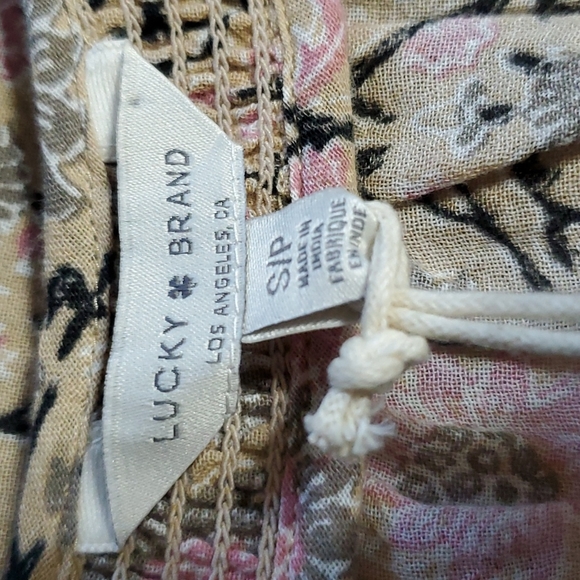 LUCKY BRAND
LOS ANGELES, CA
S/P
MADE IN
INDIA
FABRIQUE
EN INDE